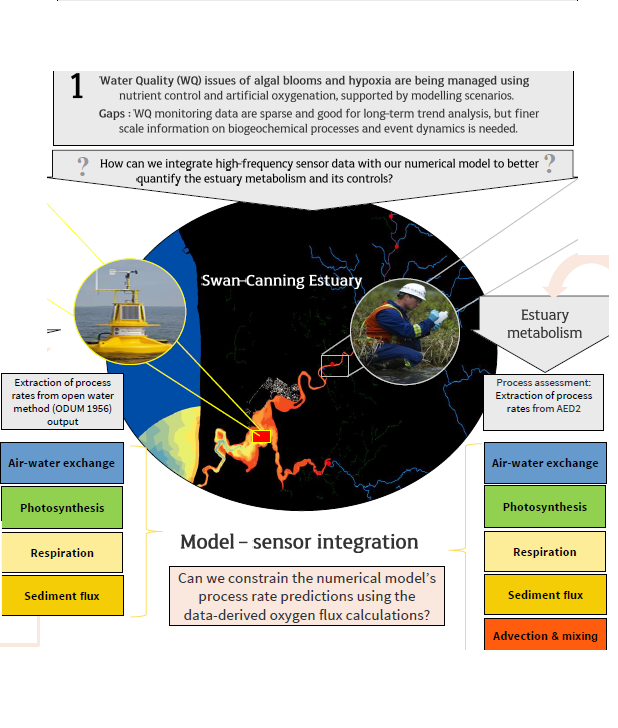 1
Water Quality (WQ) issues of algal blooms and hypoxia are being managed using
nutrient control and artificial oxygenation, supported by modelling scenarios.
Gaps : WQ monitoring data are sparse and good for long-term trend analysis, but finer
scale information on biogeochemical processes and event dynamics is needed.
? How can we integrate high-frequency sensor data with our numerical model to better ?
quantify the estuary metabolism and its controls?
Swan-Canning Estuary
Estuary
metabolism
Extraction of process
rates from open water
method (ODUM 1956)
output
Air-water exchange
Photosynthesis
Respiration
Sediment flux
Process assessment:
Extraction of process
rates from AED2
Air-water exchange
Photosynthesis
Respiration
Sediment flux
Advection & mixing
Model – sensor integration
Can we constrain the numerical model’s
process rate predictions using the
data-derived oxygen flux calculations?